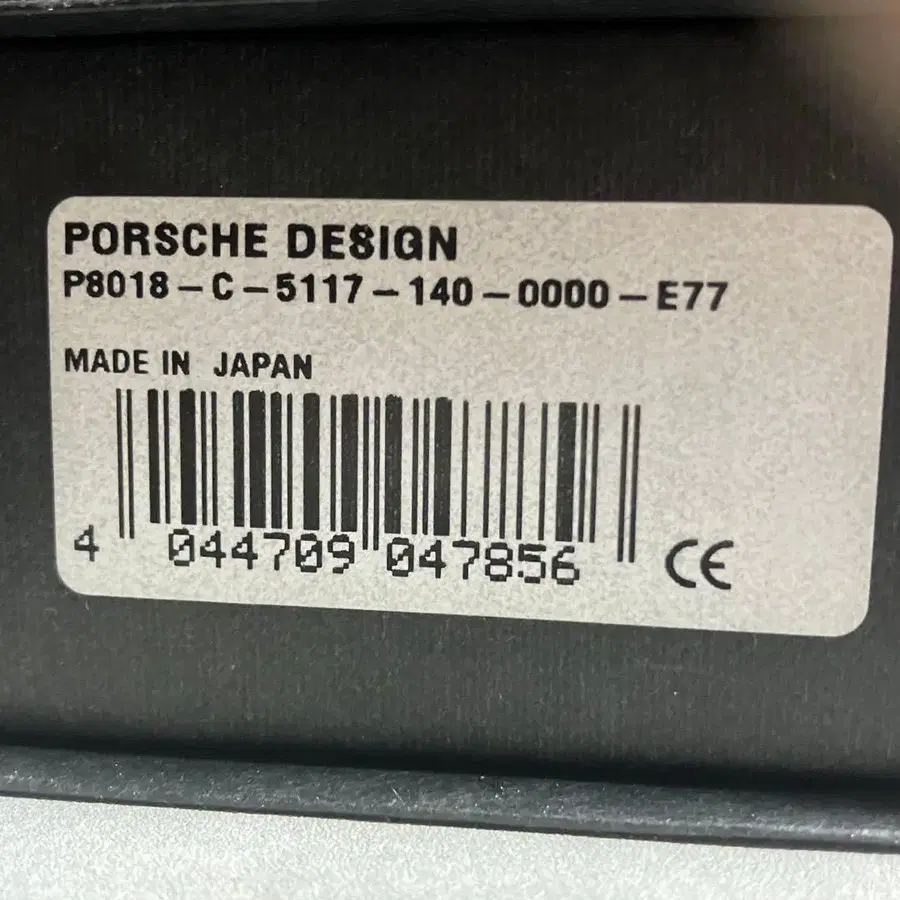 PORSCHE DESIGN
P8018-C-5117-140-0000-E77
MADE IN JAPAN
4 044709 047856 CE